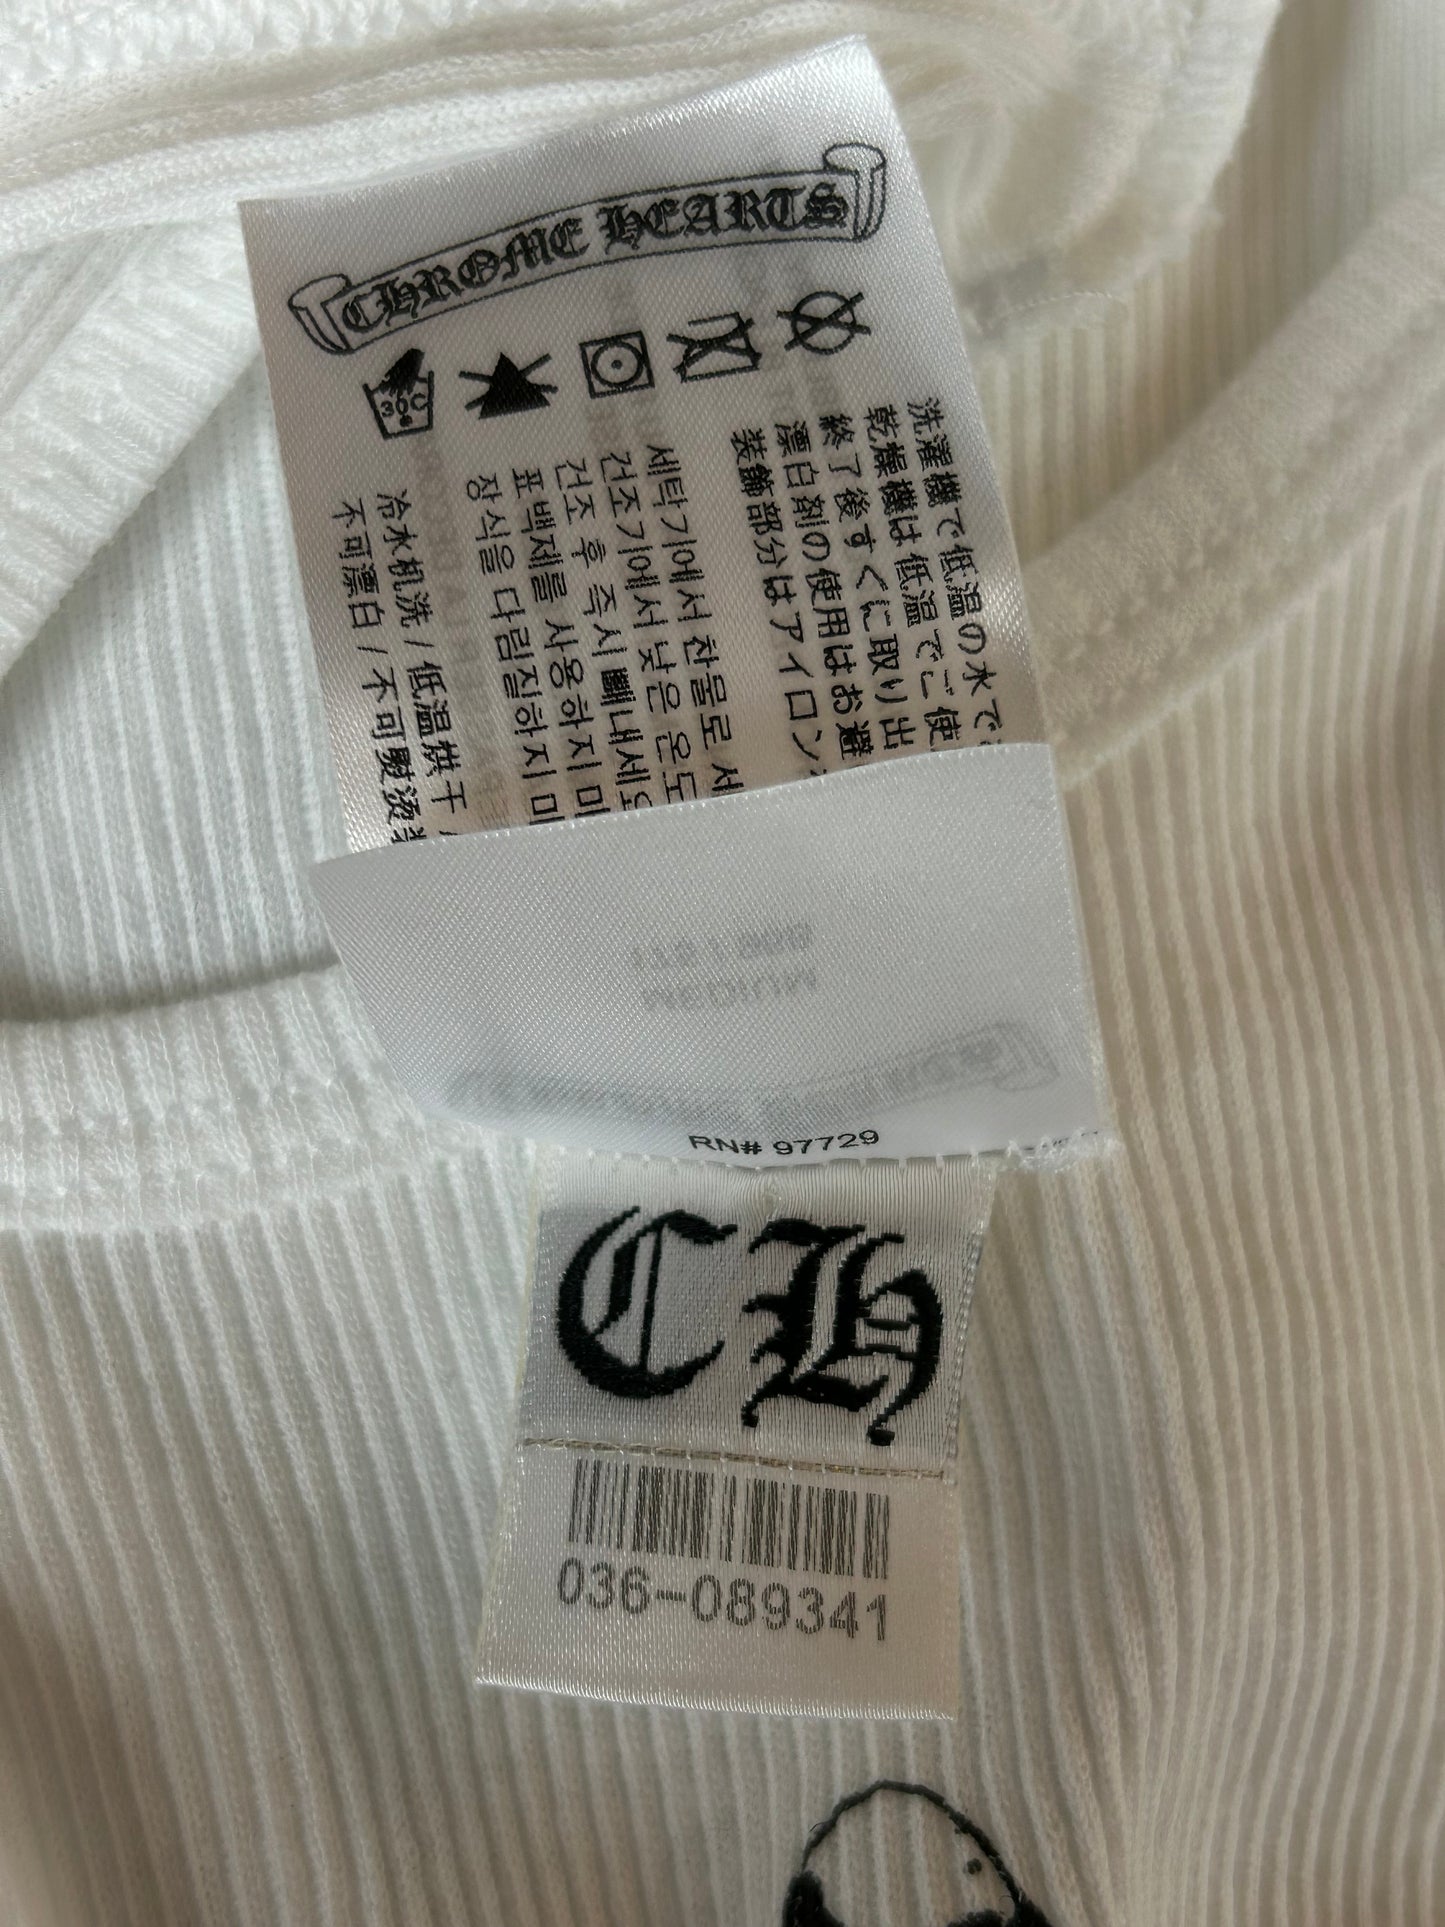 CHROME HEARTS
30C
洗濯機で低温の水で
乾燥機は低温でご使
終了後すぐに取り出
漂白剤の使用はお避
装飾部分はアイロン
세탁기에서 찬물로 세
건조기에서 낮은 온도
건조 후 즉시 빼내세요
표백제를 사용하지 마
장식을 다림질하지 마
冷水机洗 / 低温烘干 /
不可漂白 / 不可熨烫
MEDIUM
RN# 97729
CH
036-089341